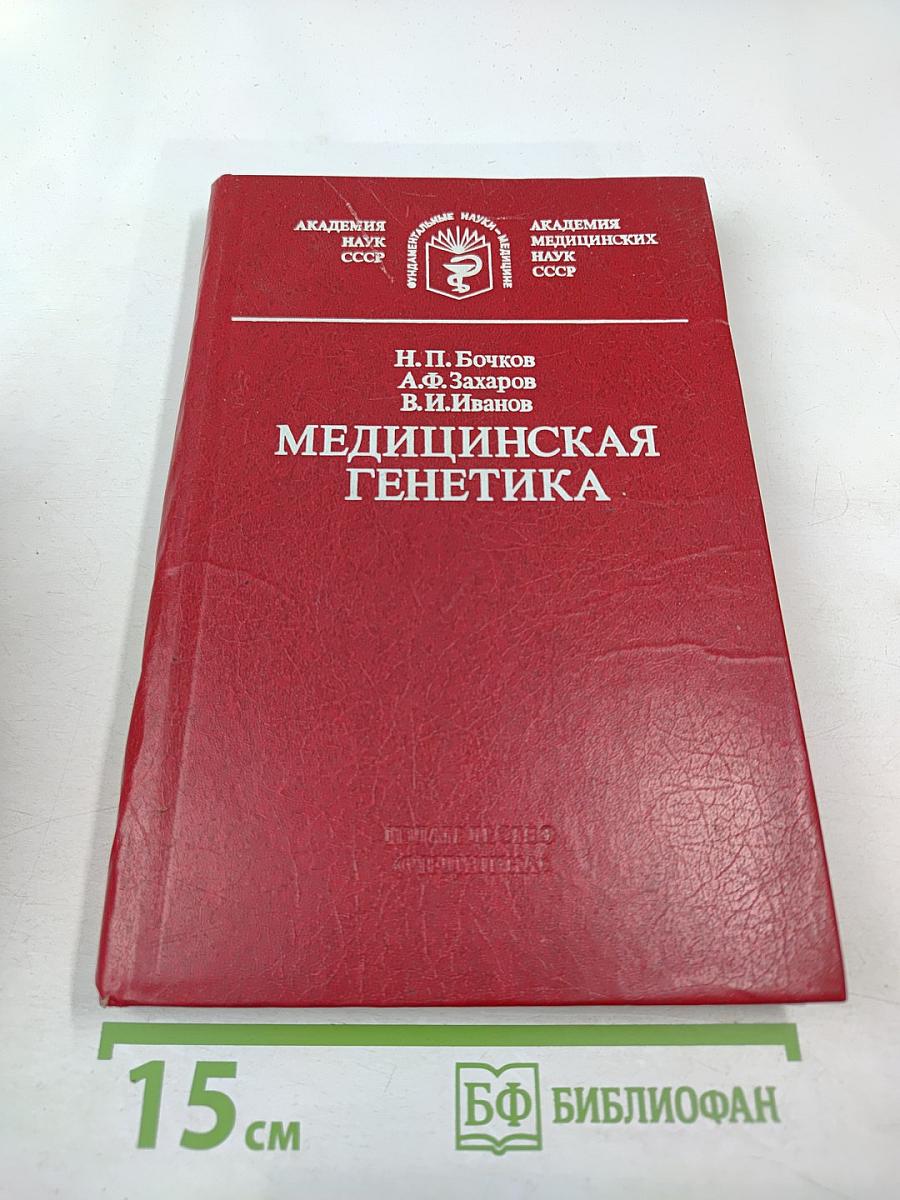 АКАДЕМИЯ
НАУК
СССР
ФУНДАМЕНТАЛЬНЫЕ НАУКИ–МЕДИЦИНЕ
АКАДЕМИЯ
МЕДИЦИНСКИХ
НАУК
СССР
Н.П.Бочков
А.Ф.Захаров
В.И.Иванов
МЕДИЦИНСКАЯ
ГЕНЕТИКА
15 см
БФ БИБЛИОФАН